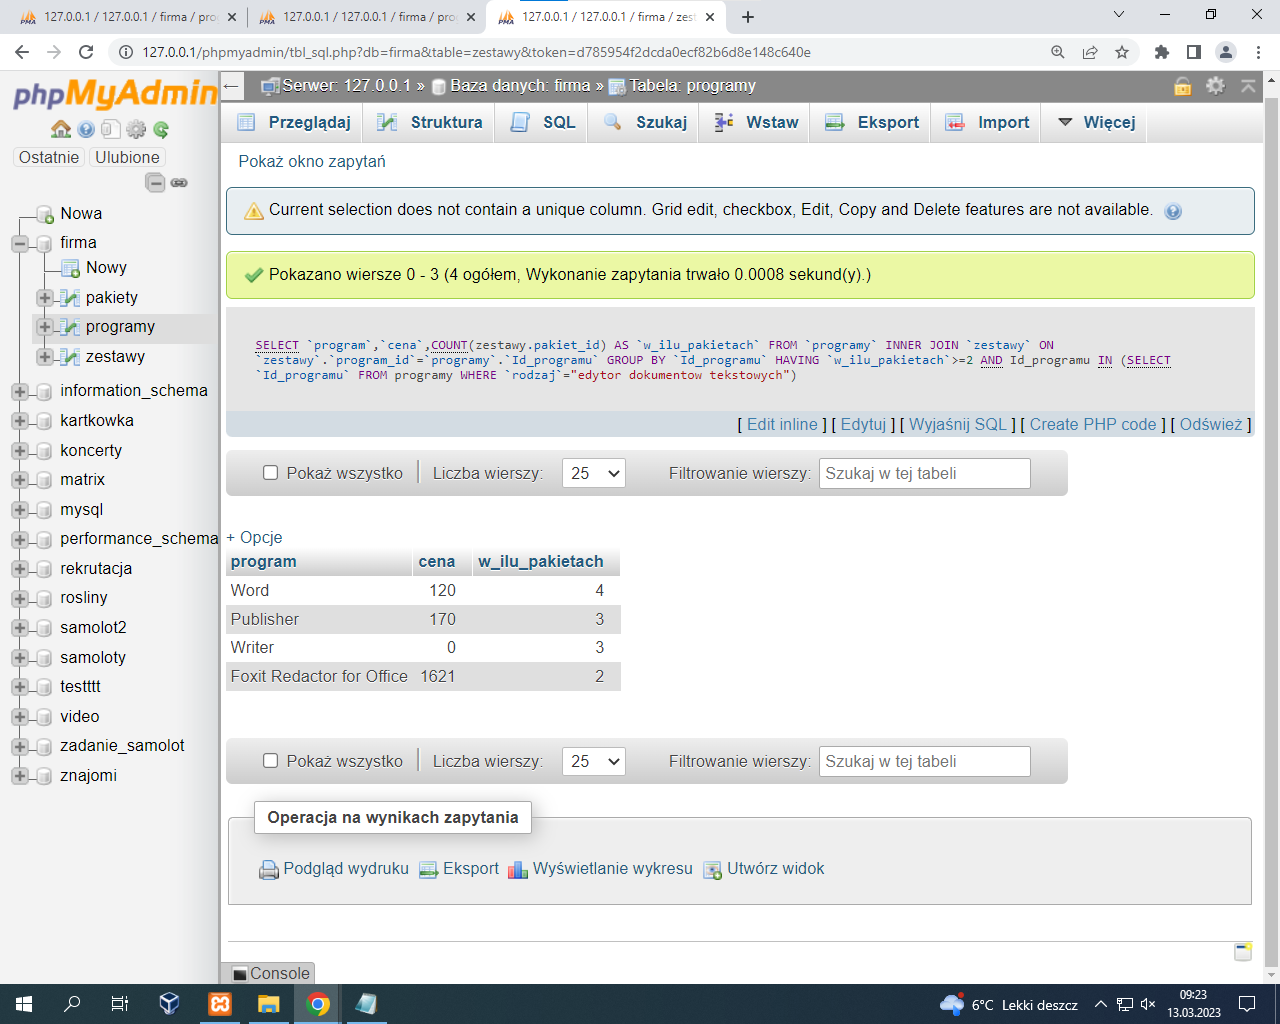 127.0.0.1 / 127.0.0.1 / firma / pro
127.0.0.1 / 127.0.0.1 / firma / pro
127.0.0.1 / 127.0.0.1 / firma / zes
127.0.0.1/phpmyadmin/tbl_sql.php?db=firma&table=zestawy&token=d785954f2dcda0ecf82b6d8e148c640e
phpMyAdmin
Ostatnie Ulubione
Nowa
firma
Nowy
pakiety
programy
zestawy
information_schema
kartkowka
koncerty
matrix
mysql
performance_schema
rekrutacja
rosliny
samolot2
samoloty
testttt
video
zadanie_samolot
znajomi
Serwer: 127.0.0.1 » Baza danych: firma » Tabela: programy
Przeglądaj Struktura SQL Szukaj Wstaw Eksport Import Więcej
Pokaż okno zapytań
Current selection does not contain a unique column. Grid edit, checkbox, Edit, Copy and Delete features are not available.
Pokazano wiersze 0 - 3 (4 ogółem, Wykonanie zapytania trwało 0.0008 sekund(y).)
SELECT `program`,`cena`,COUNT(zestawy.pakiet_id) AS `w_ilu_pakietach` FROM `programy` INNER JOIN `zestawy` ON
`zestawy`.`program_id`=`programy`.`Id_programu` GROUP BY `Id_programu` HAVING `w_ilu_pakietach`>=2 AND Id_programu IN (SELECT
`Id_programu` FROM programy WHERE `rodzaj`="edytor dokumentow tekstowych")
[ Edit inline ] [ Edytuj ] [ Wyjaśnij SQL ] [ Create PHP code ] [ Odśwież ]
Pokaż wszystko Liczba wierszy: 25 Filtrowanie wierszy: Szukaj w tej tabeli
+ Opcje
program cena w_ilu_pakietach
Word 120 4
Publisher 170 3
Writer 0 3
Foxit Redactor for Office 1621 2
Pokaż wszystko Liczba wierszy: 25 Filtrowanie wierszy: Szukaj w tej tabeli
Operacja na wynikach zapytania
Podgląd wydruku Eksport Wyświetlanie wykresu Utwórz widok
Console
6°C Lekki deszcz
09:23
13.03.2023